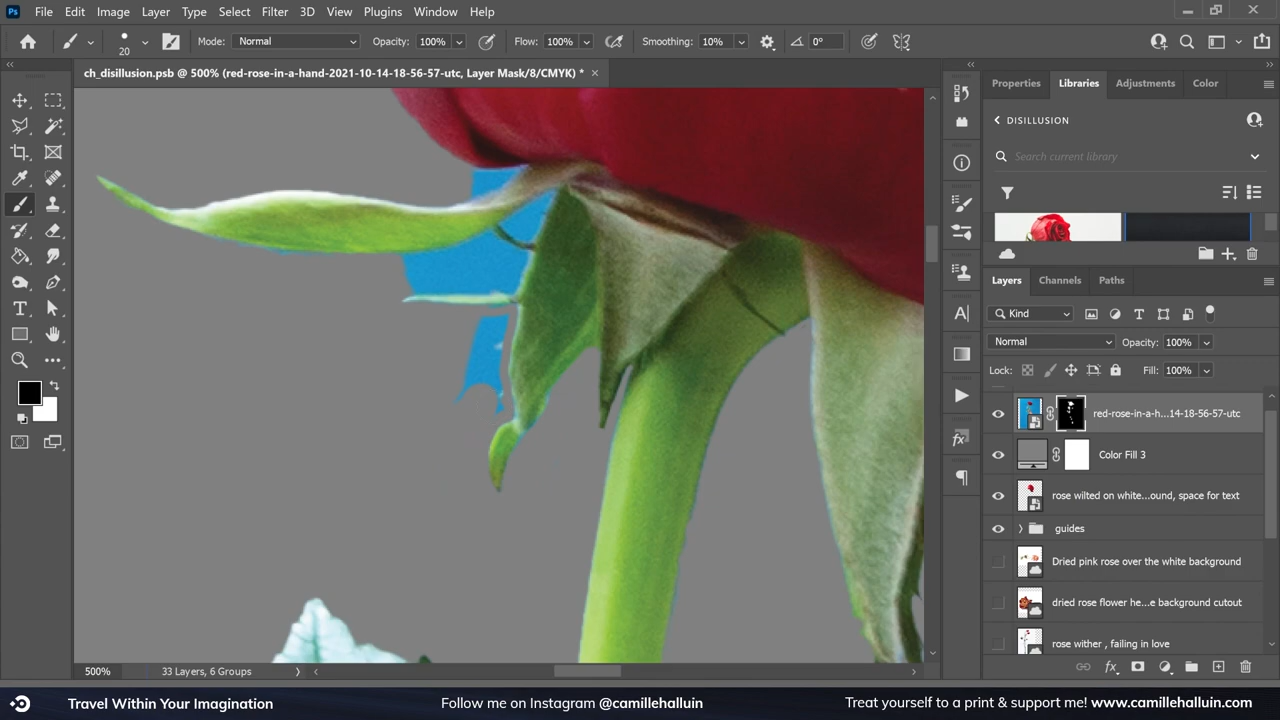 Ps File Edit Image Layer Type Select Filter 3D View Plugins Window Help
20 Mode: Normal Opacity: 100% Flow: 100% Smoothing: 10% 0°
ch_disillusion.psb @ 500% (red-rose-in-a-hand-2021-10-14-18-56-57-utc, Layer Mask/8/CMYK) *
Properties Libraries Adjustments Color
DISILLUSION
Search current library
Layers Channels Paths
Kind
Normal Opacity: 100%
Lock: Fill: 100%
red-rose-in-a-h...14-18-56-57-utc
Color Fill 3
rose wilted on white...ound, space for text
guides
Dried pink rose over the white background
dried rose flower he...e background cutout
rose wither , failing in love
500% 33 Layers, 6 Groups
Travel Within Your Imagination Follow me on Instagram @camillehalluin Treat yourself to a print & support me! www.camillehalluin.com